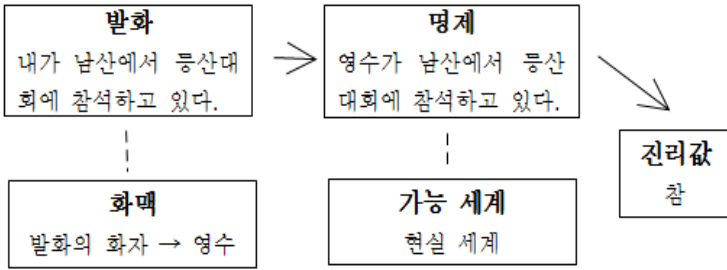 발화
내가 남산에서 등산대
회에 참석하고 있다.
명제
영수가 남산에서 등산
대회에 참석하고 있다.
진리값
참
화맥
발화의 화자 → 영수
가능 세계
현실 세계